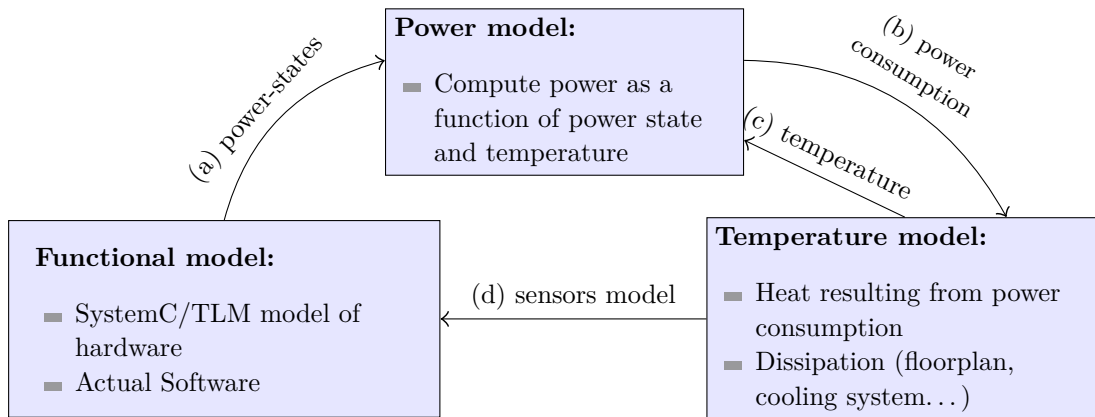 Power model:
Compute power as a
function of power state
and temperature
(a) power-states
(b) power
consumption
(c) temperature
Functional model:
SystemC/TLM model of
hardware
Actual Software
(d) sensors model
Temperature model:
Heat resulting from power
consumption
Dissipation (floorplan,
cooling system...)